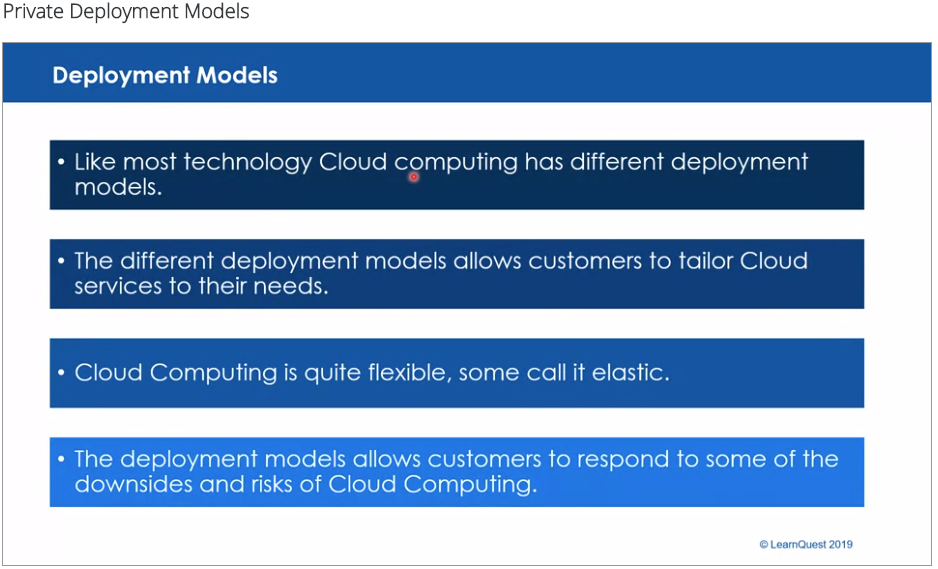 Private Deployment Models
Deployment Models
• Like most technology Cloud computing has different deployment
models.
• The different deployment models allows customers to tailor Cloud
services to their needs.
• Cloud Computing is quite flexible, some call it elastic.
• The deployment models allows customers to respond to some of the
downsides and risks of Cloud Computing.
© LearnQuest 2019